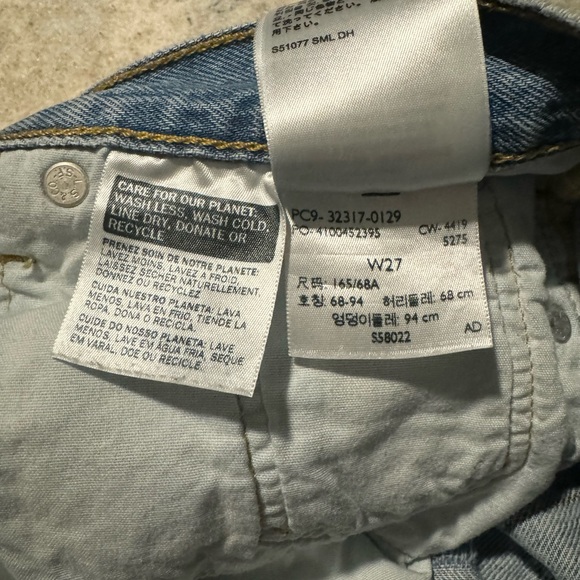 S51077 SML DH
CARE FOR OUR PLANET:
WASH LESS, WASH COLD,
LINE DRY, DONATE OR
RECYCLE
PRENEZ SOIN DE NOTRE PLANETE:
LAVEZ MOINS, LAVEZ À FROID,
LAISSEZ SÉCHER NATURELLEMENT,
DONNEZ OU RECYCLEZ
CUIDA NUESTRO PLANETA: LAVA
MENOS, LAVA EN FRIO, TIENDE LA
ROPA, DONA O RECICLA.
CUIDE DO NOSSO PLANETA: LAVE
MENOS, LAVE EM ÁGUA FRIA, SEQUE
EM VARAL, DOE OU RECICLE.
PC9- 32317-0129
PO- 4100452395 CW- 4419
5275
W27
尺码: 165/68A
호칭: 68-94 허리둘레: 68 cm
엉덩이둘레: 94 cm
S58022 AD